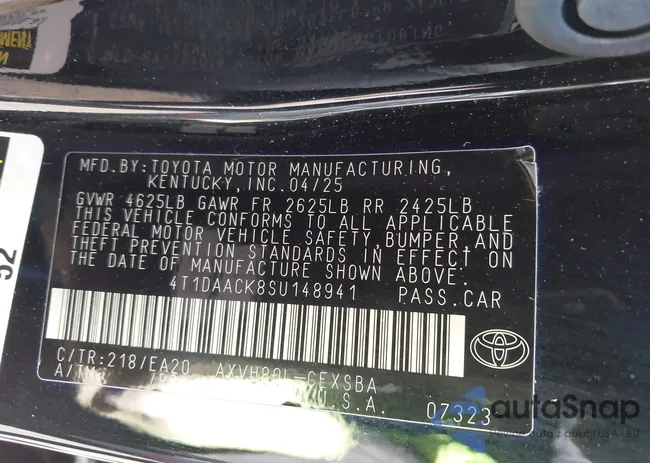 MFD.BY:TOYOTA MOTOR MANUFACTURING,
KENTUCKY,INC.04/25
GVWR 4625LB GAWR FR 2625LB RR 2425LB
THIS VEHICLE CONFORMS TO ALL APPLICABLE
FEDERAL MOTOR VEHICLE SAFETY,BUMPER,AND
THEFT PREVENTION STANDARDS IN EFFECT ON
THE DATE OF MANUFACTURE SHOWN ABOVE.
4T1DAACK8SU148941 PASS.CAR
C/TR:218/EA20 AXVH80L-CEXSBA
A/TM
U.S.A. 07323
52
autoSnap